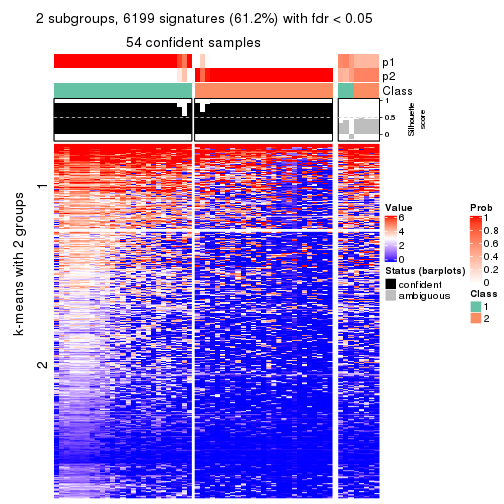 2 subgroups, 6199 signatures (61.2%) with fdr < 0.05
54 confident samples
p1
p2
Class
1
0.5
0
Silhouette
score
k-means with 2 groups
1
2
Value
6
4
2
0
Status (barplots)
confident
ambiguous
Prob
1
0.8
0.6
0.4
0.2
0
Class
1
2